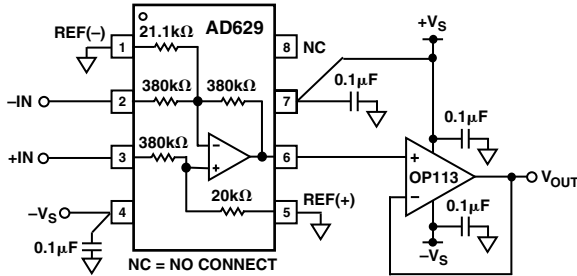 AD629
REF(–) 1 21.1kΩ 8 NC
+VS
–IN 2 380kΩ 380kΩ 7 0.1µF
+IN 3 380kΩ – + 6
0.1µF
+ – OP113 VOUT
–VS 4 20kΩ 5 REF(+)
0.1µF
0.1µF
–VS
NC = NO CONNECT